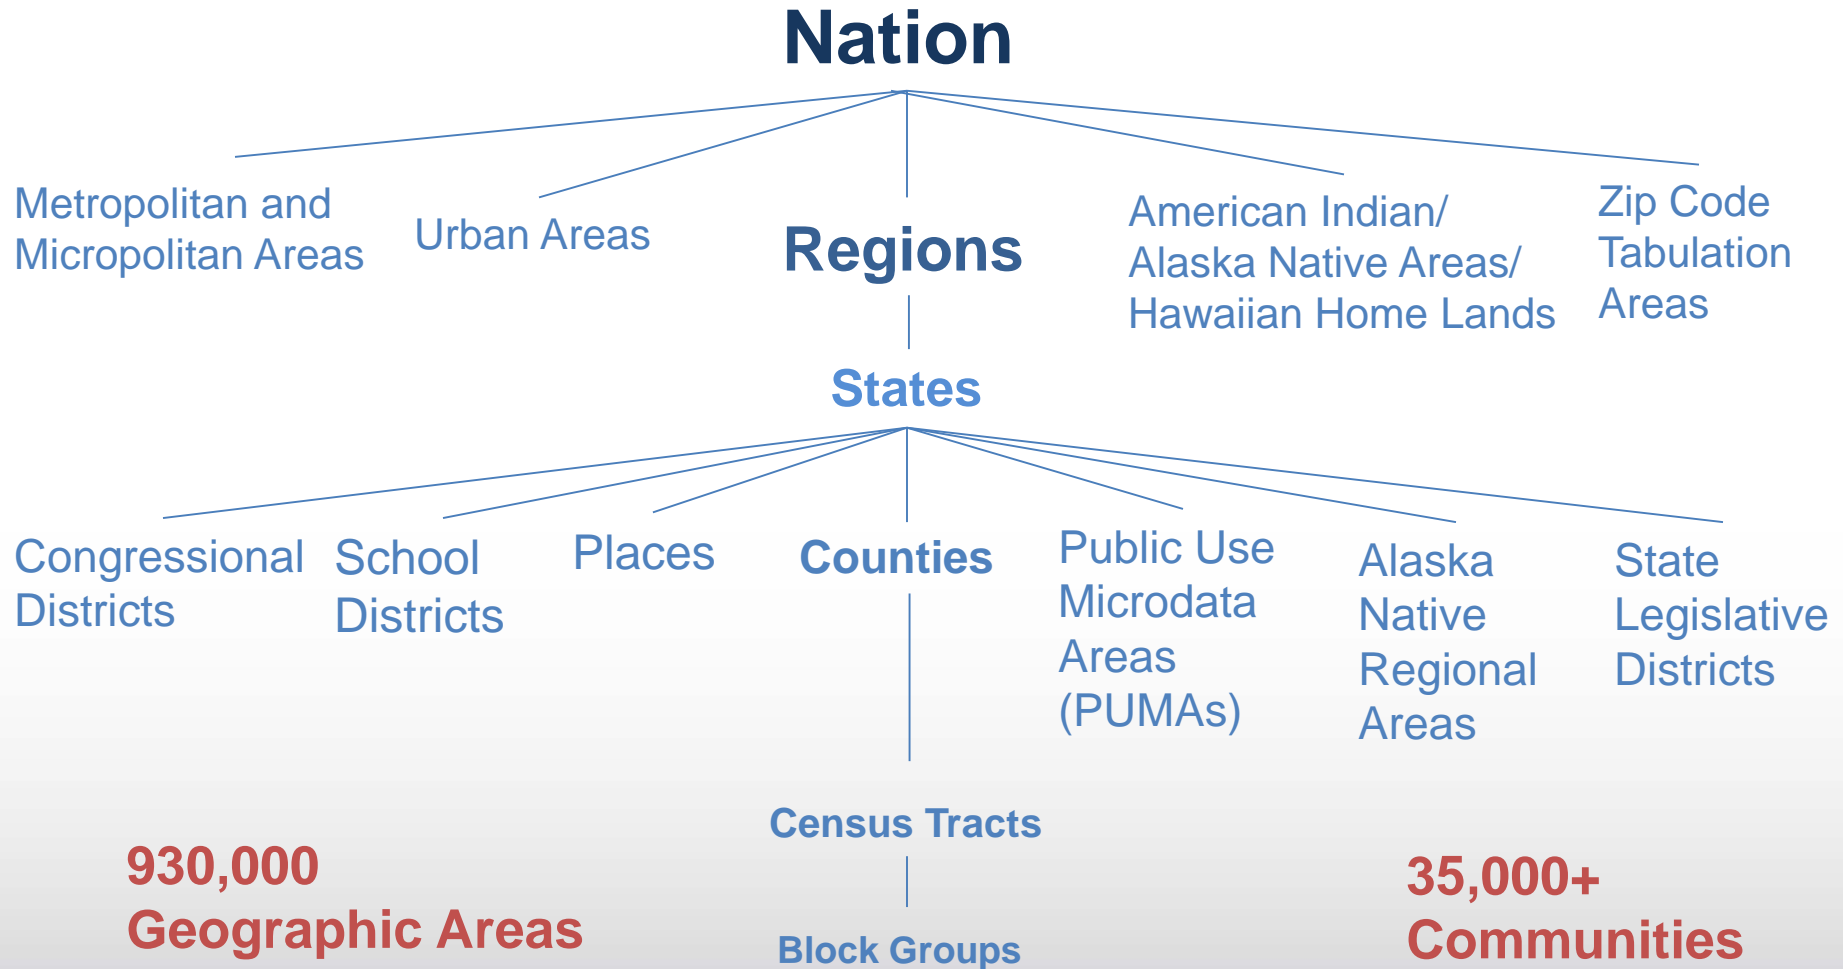 Nation
Metropolitan and
Micropolitan Areas
Urban Areas
Regions
American Indian/
Alaska Native Areas/
Hawaiian Home Lands
Zip Code
Tabulation
Areas
States
Congressional
Districts
School
Districts
Places
Counties
Public Use
Microdata
Areas
(PUMAs)
Alaska
Native
Regional
Areas
State
Legislative
Districts
Census Tracts
930,000
Geographic Areas
Block Groups
35,000+
Communities